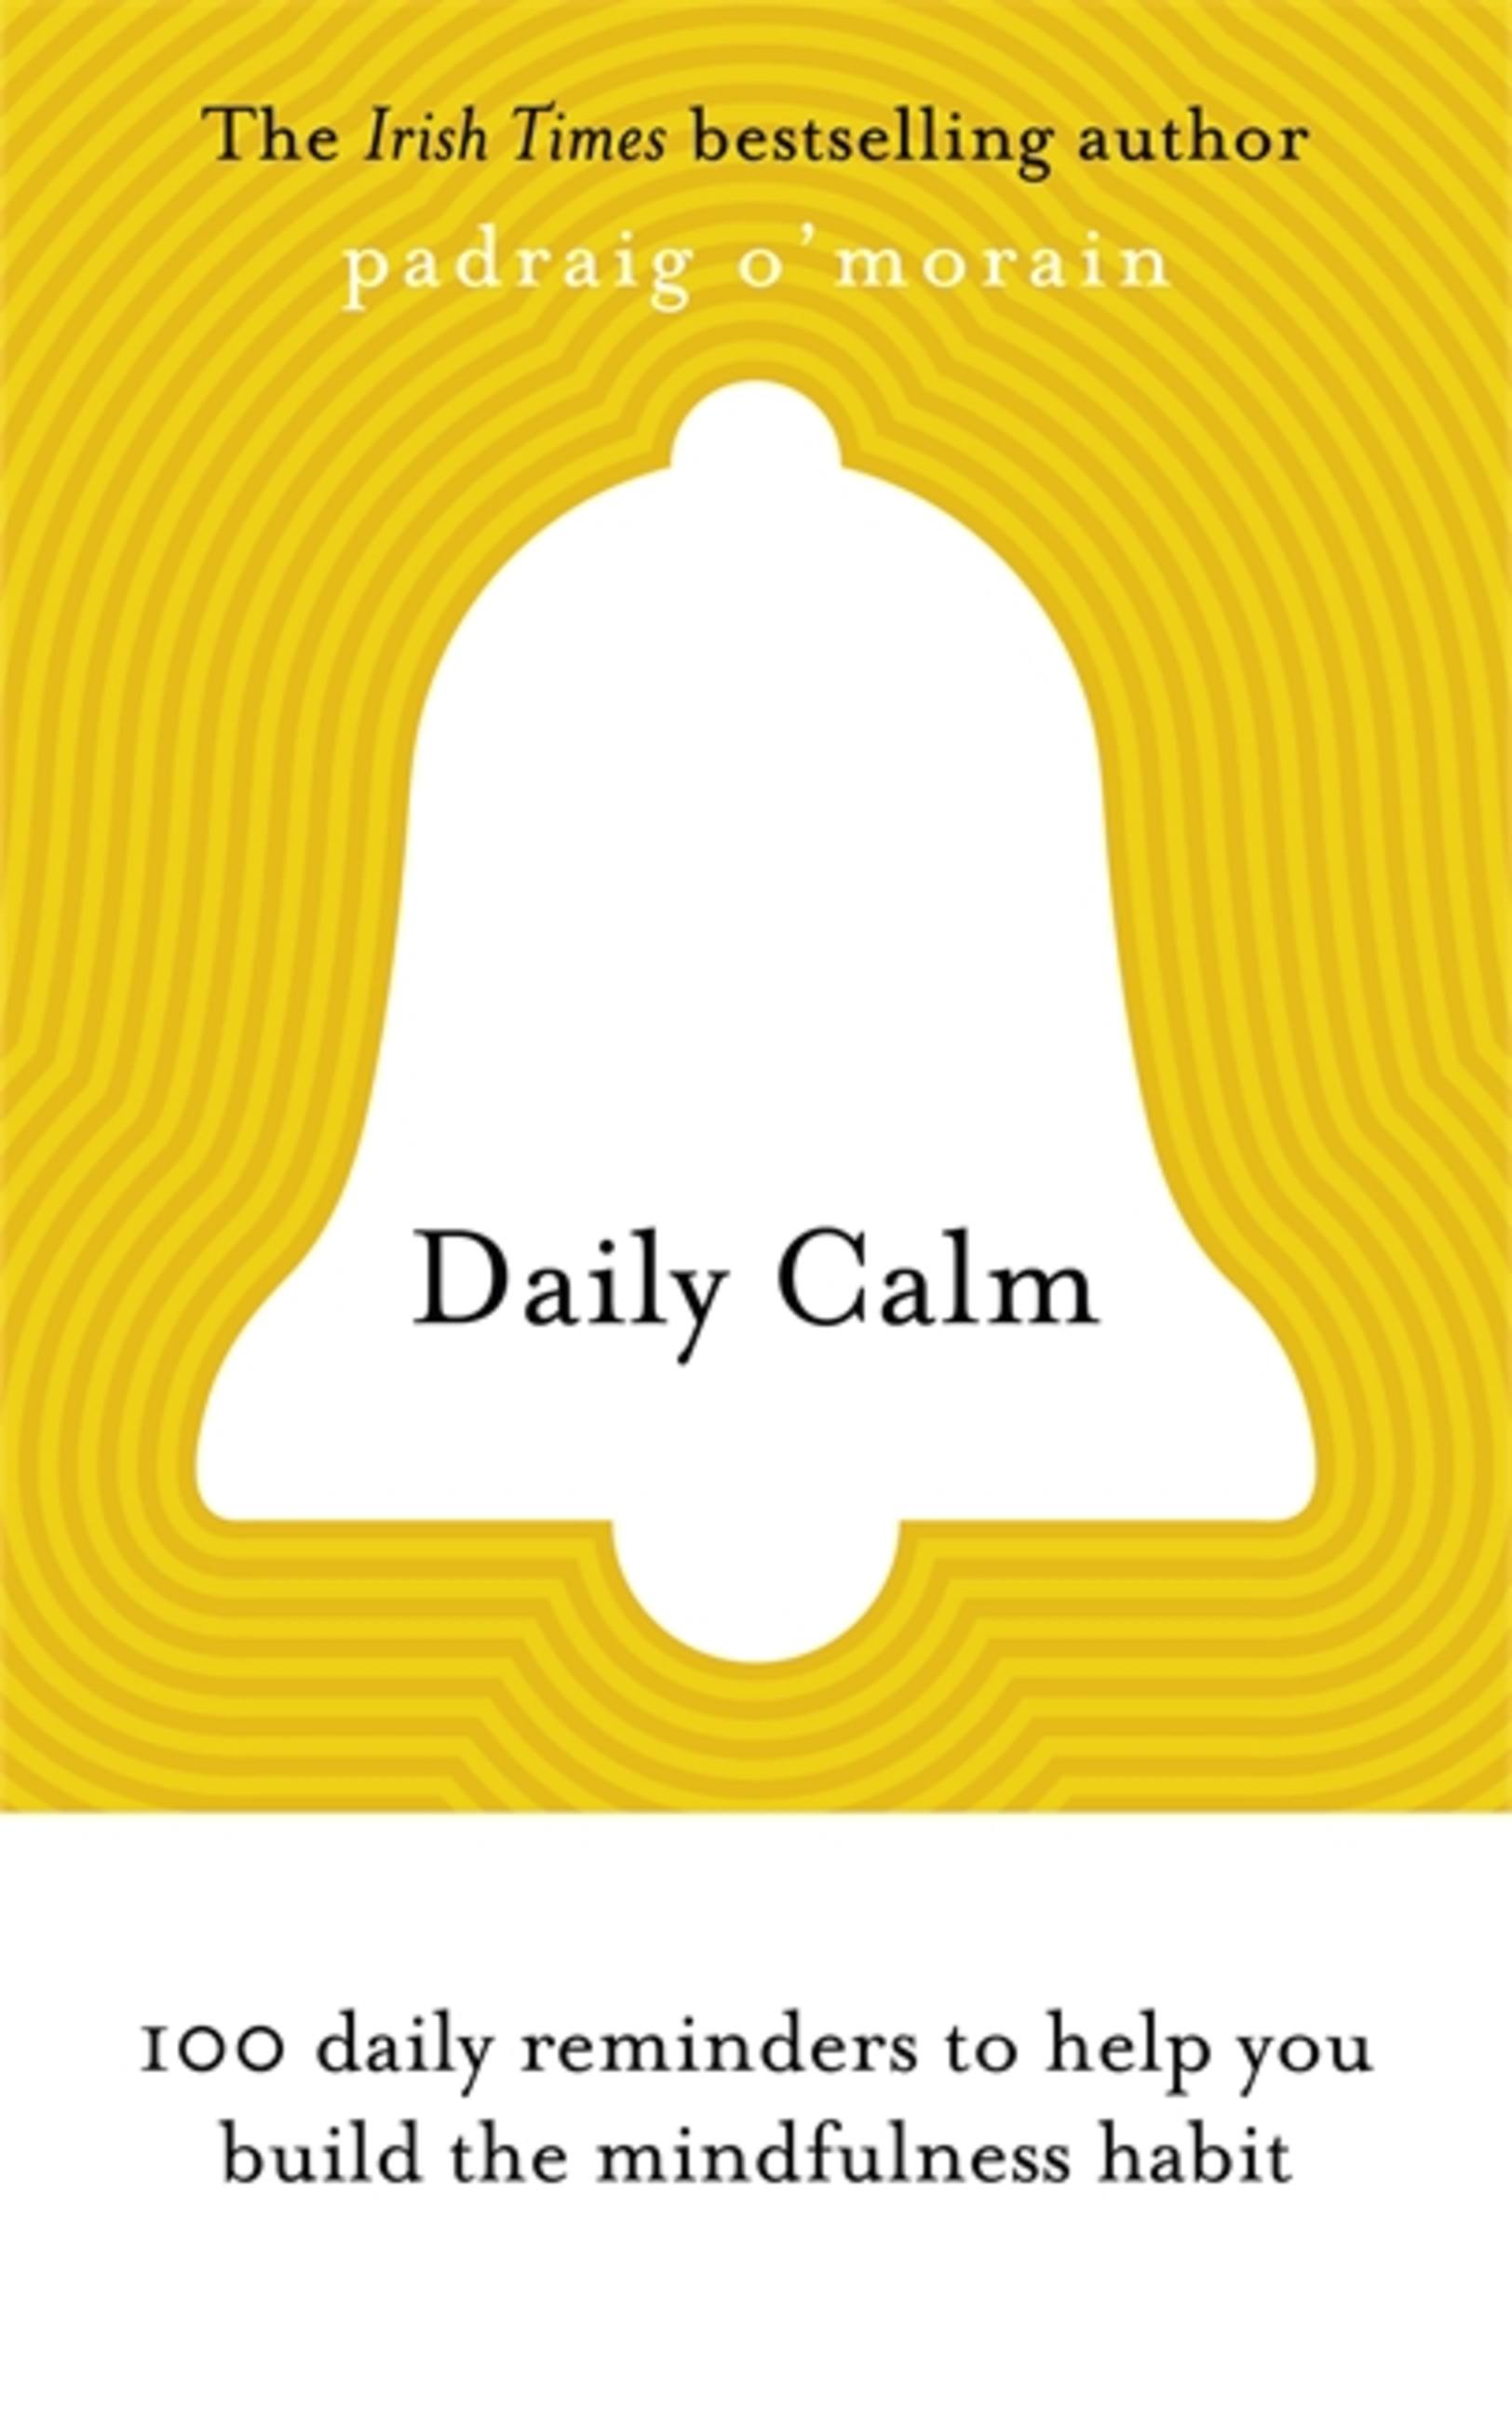 The Irish Times bestselling author
padraig o’morain
Daily Calm
100 daily reminders to help you
build the mindfulness habit